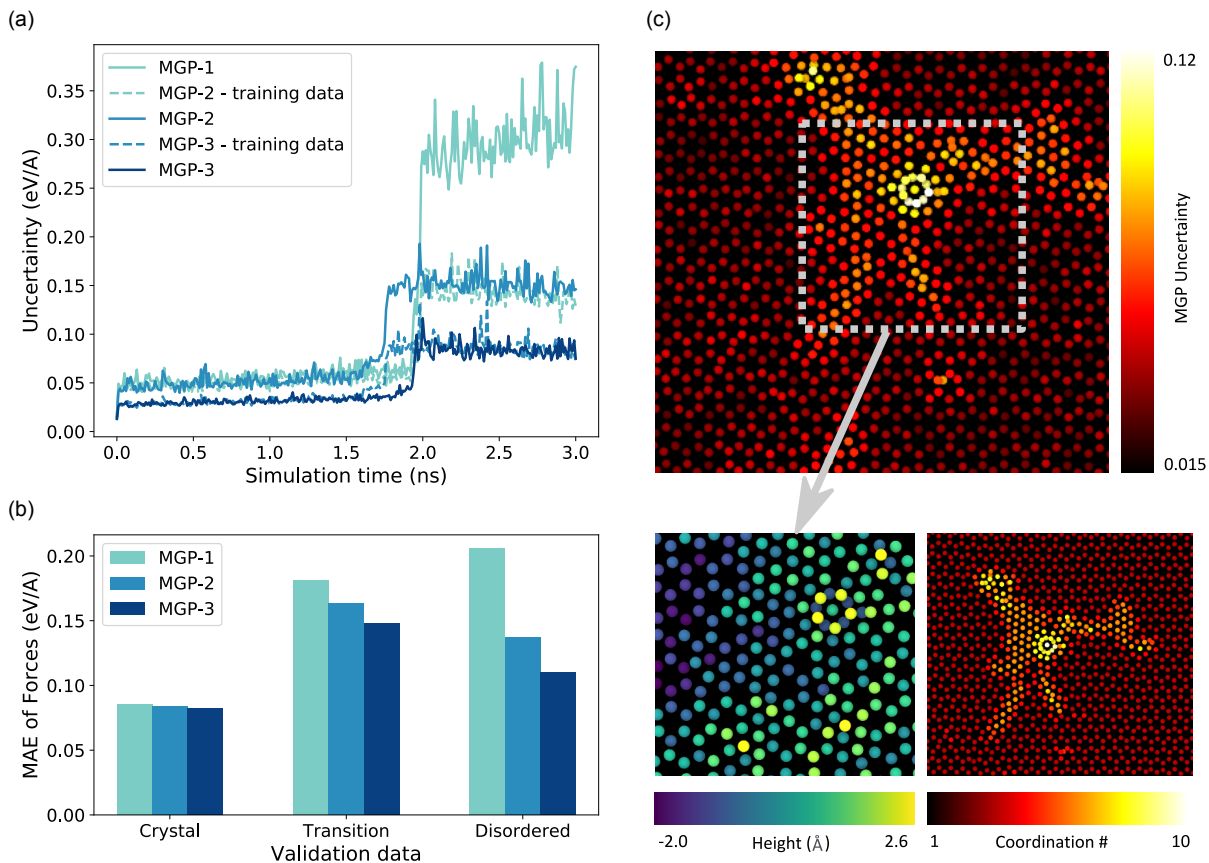 (a)
MGP-1
MGP-2 - training data
MGP-2
MGP-3 - training data
MGP-3
0.35
0.30
0.25
0.20
0.15
0.10
0.05
0.00
Uncertainty (eV/A)
0.0 0.5 1.0 1.5 2.0 2.5 3.0
Simulation time (ns)
(b)
MGP-1
MGP-2
MGP-3
0.20
0.15
0.10
0.05
0.00
MAE of Forces (eV/A)
Crystal Transition Disordered
Validation data
(c)
0.12
MGP Uncertainty
0.015
-2.0 Height (Å) 2.6
1 Coordination # 10